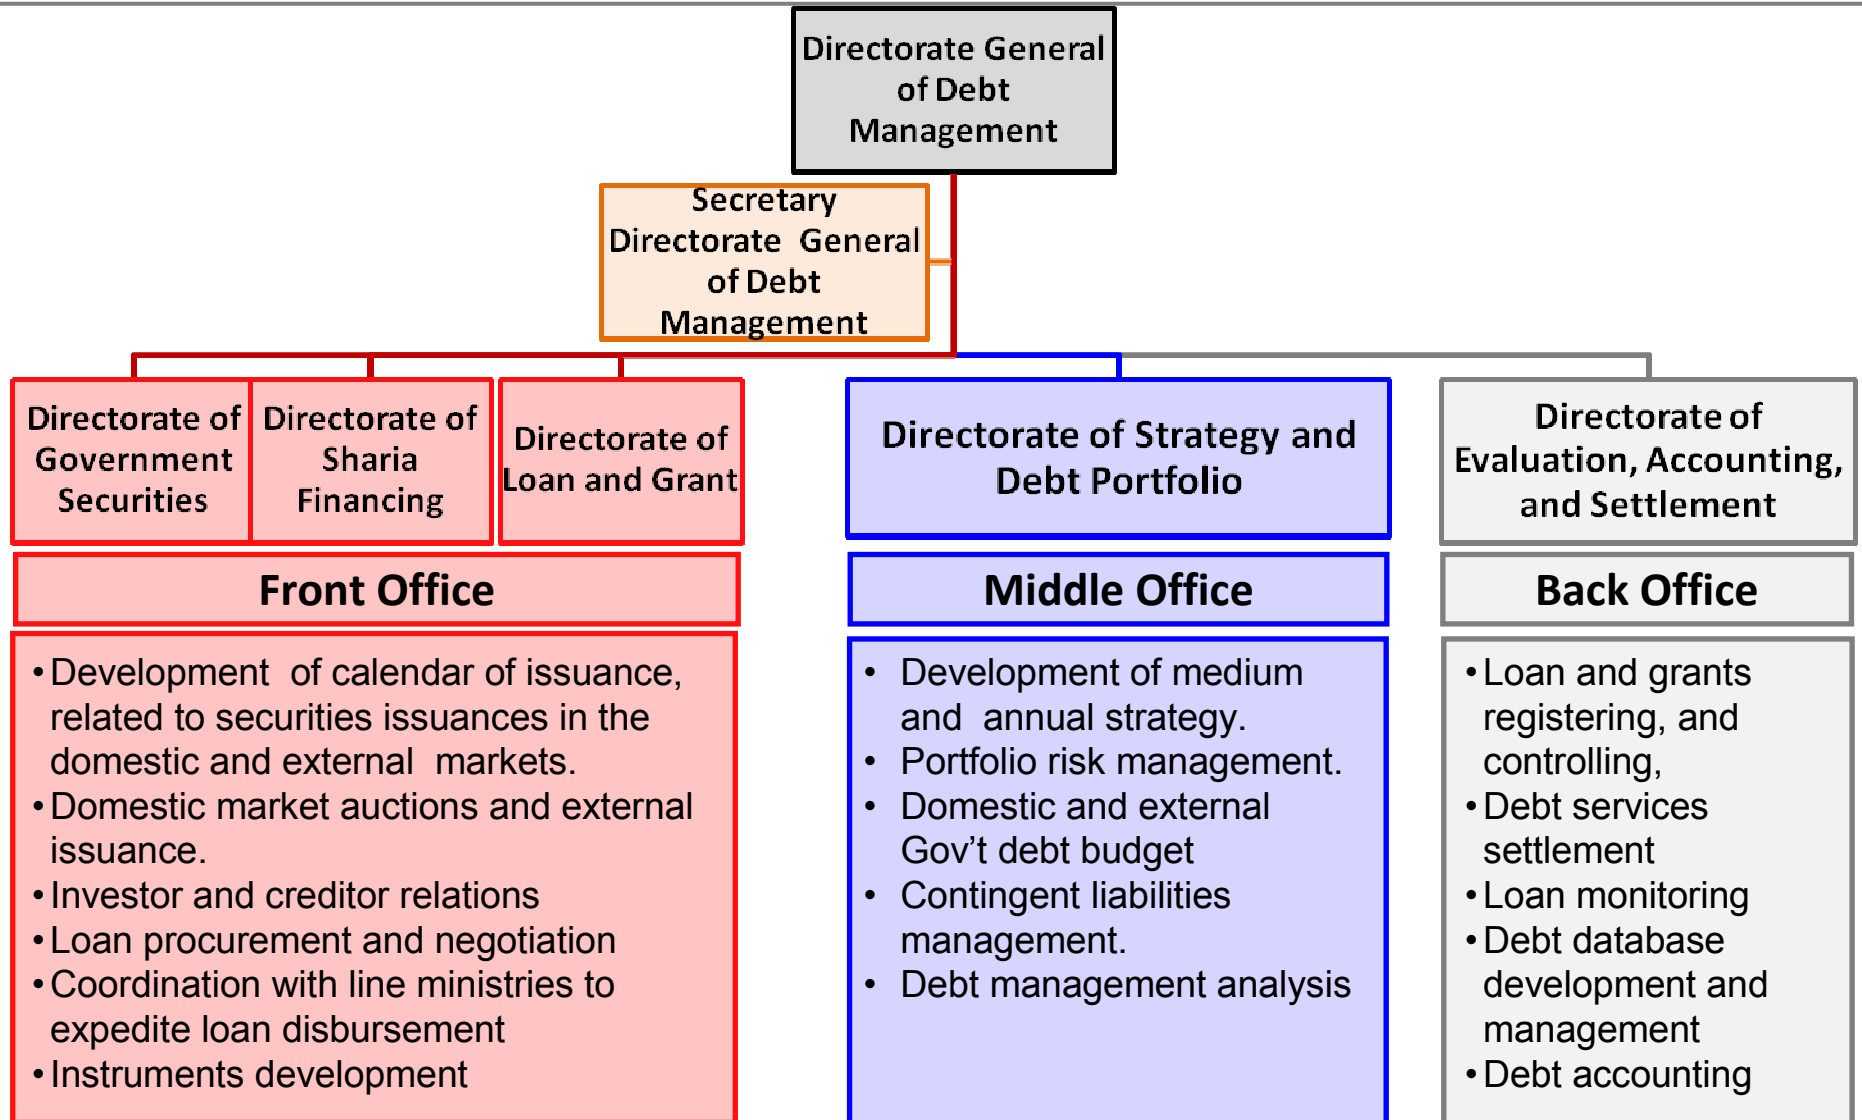 Directorate General
of Debt
Management
Secretary
Directorate General
of Debt
Management
Directorate of
Government
Securities
Directorate of
Sharia
Financing
Directorate of
Loan and Grant
Directorate of Strategy and
Debt Portfolio
Directorate of
Evaluation, Accounting,
and Settlement
Front Office
• Development of calendar of issuance,
related to securities issuances in the
domestic and external markets.
• Domestic market auctions and external
issuance.
• Investor and creditor relations
• Loan procurement and negotiation
• Coordination with line ministries to
expedite loan disbursement
• Instruments development
Middle Office
• Development of medium
and annual strategy.
• Portfolio risk management.
• Domestic and external
Gov’t debt budget
• Contingent liabilities
management.
• Debt management analysis
Back Office
• Loan and grants
registering, and
controlling,
• Debt services
settlement
• Loan monitoring
• Debt database
development and
management
• Debt accounting